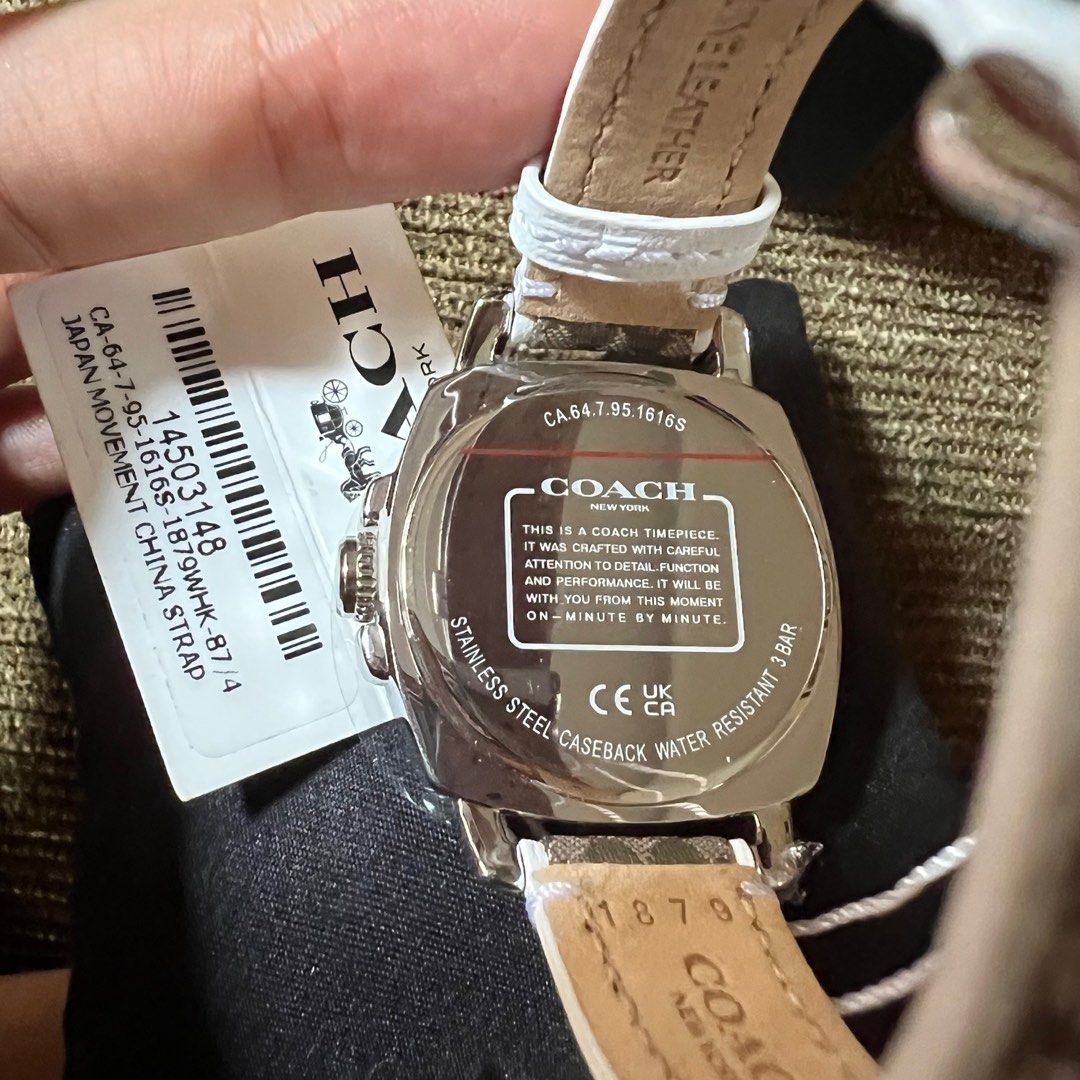 CA-64-7-95-1616S-1879WHK-87/4
JAPAN MOVEMENT CHINA STRAP
14503148
LEATHER
CA.64.7.95.1616S
COACH
NEW YORK
THIS IS A COACH TIMEPIECE.
IT WAS CRAFTED WITH CAREFUL
ATTENTION TO DETAIL.FUNCTION
AND PERFORMANCE. IT WILL BE
WITH YOU FROM THIS MOMENT
ON—MINUTE BY MINUTE.
CE UK
CA
STAINLESS STEEL CASEBACK WATER RESISTANT 3 BAR
1879